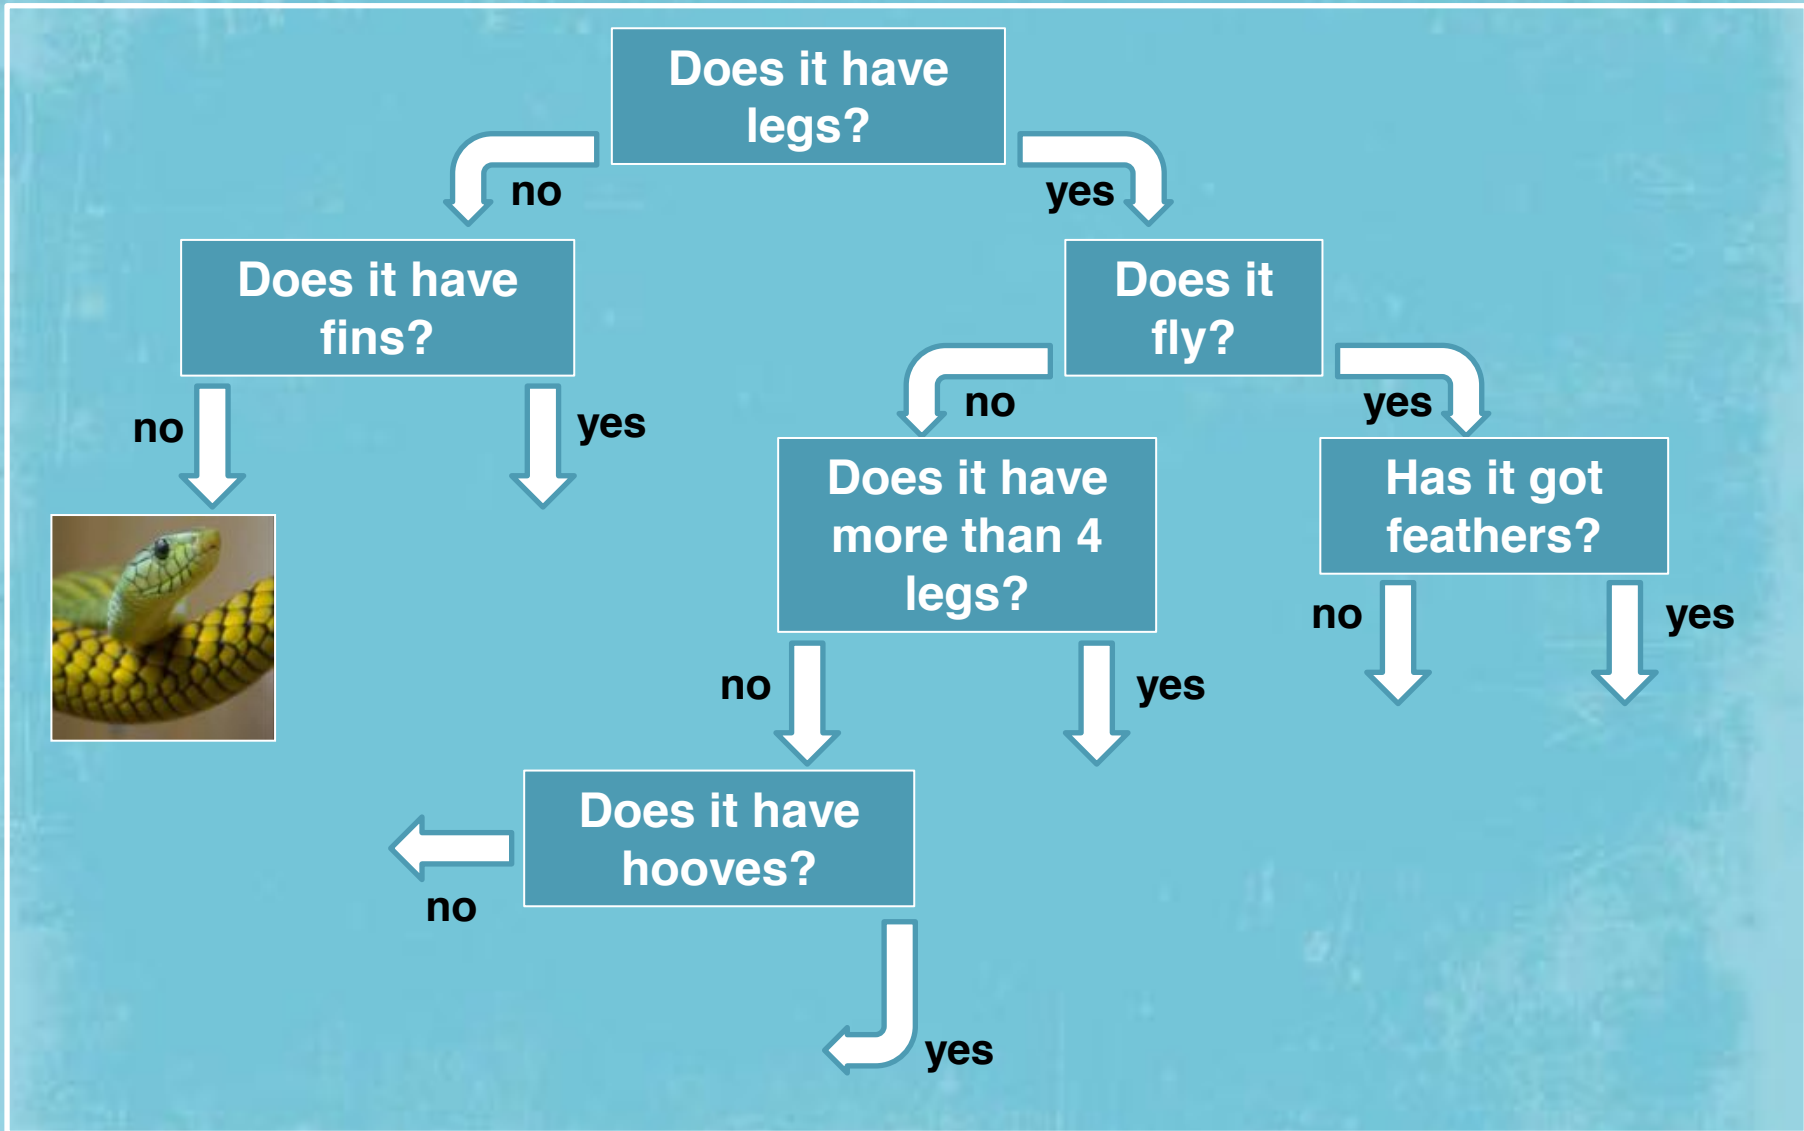 Does it have
legs?
no
yes
Does it have
fins?
Does it
fly?
no
yes
no
yes
Does it have
more than 4
legs?
Has it got
feathers?
no
yes
no
yes
Does it have
hooves?
no
yes